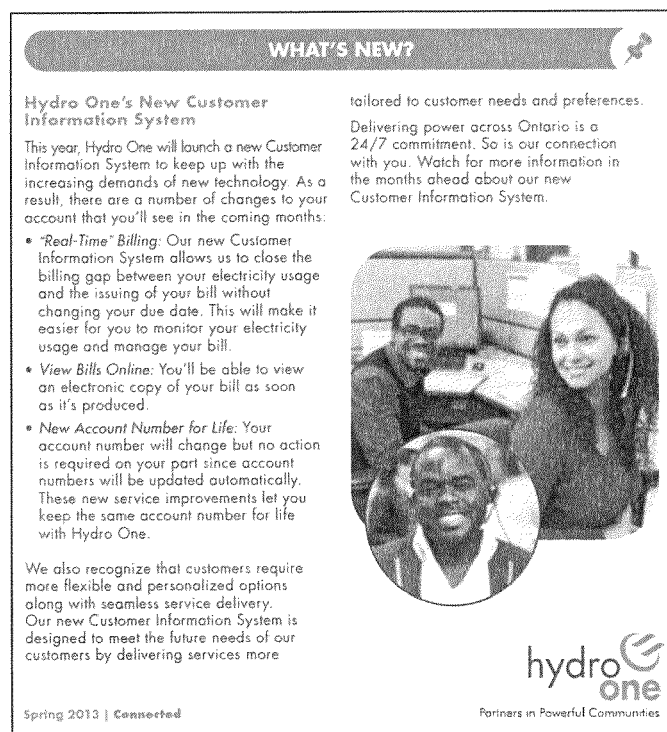 WHAT'S NEW?
Hydro One's New Customer
Information System
This year, Hydro One will launch a new Customer
Information System to keep up with the
increasing demands of new technology. As a
result, there are a number of changes to your
account that you'll see in the coming months:
• "Real-Time" Billing: Our new Customer
Information System allows us to close the
billing gap between your electricity usage
and the issuing of your bill without
changing your due date. This will make it
easier for you to monitor your electricity
usage and manage your bill.
• View Bills Online: You'll be able to view
an electronic copy of your bill as soon
as it's produced.
• New Account Number for Life: Your
account number will change but no action
is required on your part since account
numbers will be updated automatically.
These new service improvements let you
keep the same account number for life
with Hydro One.
We also recognize that customers require
more flexible and personalized options
along with seamless service delivery.
Our new Customer Information System is
designed to meet the future needs of our
customers by delivering services more
tailored to customer needs and preferences.
Delivering power across Ontario is a
24/7 commitment. So is our connection
with you. Watch for more information in
the months ahead about our new
Customer Information System.
hydro
one
Partners in Powerful Communities
Spring 2013 | Connected